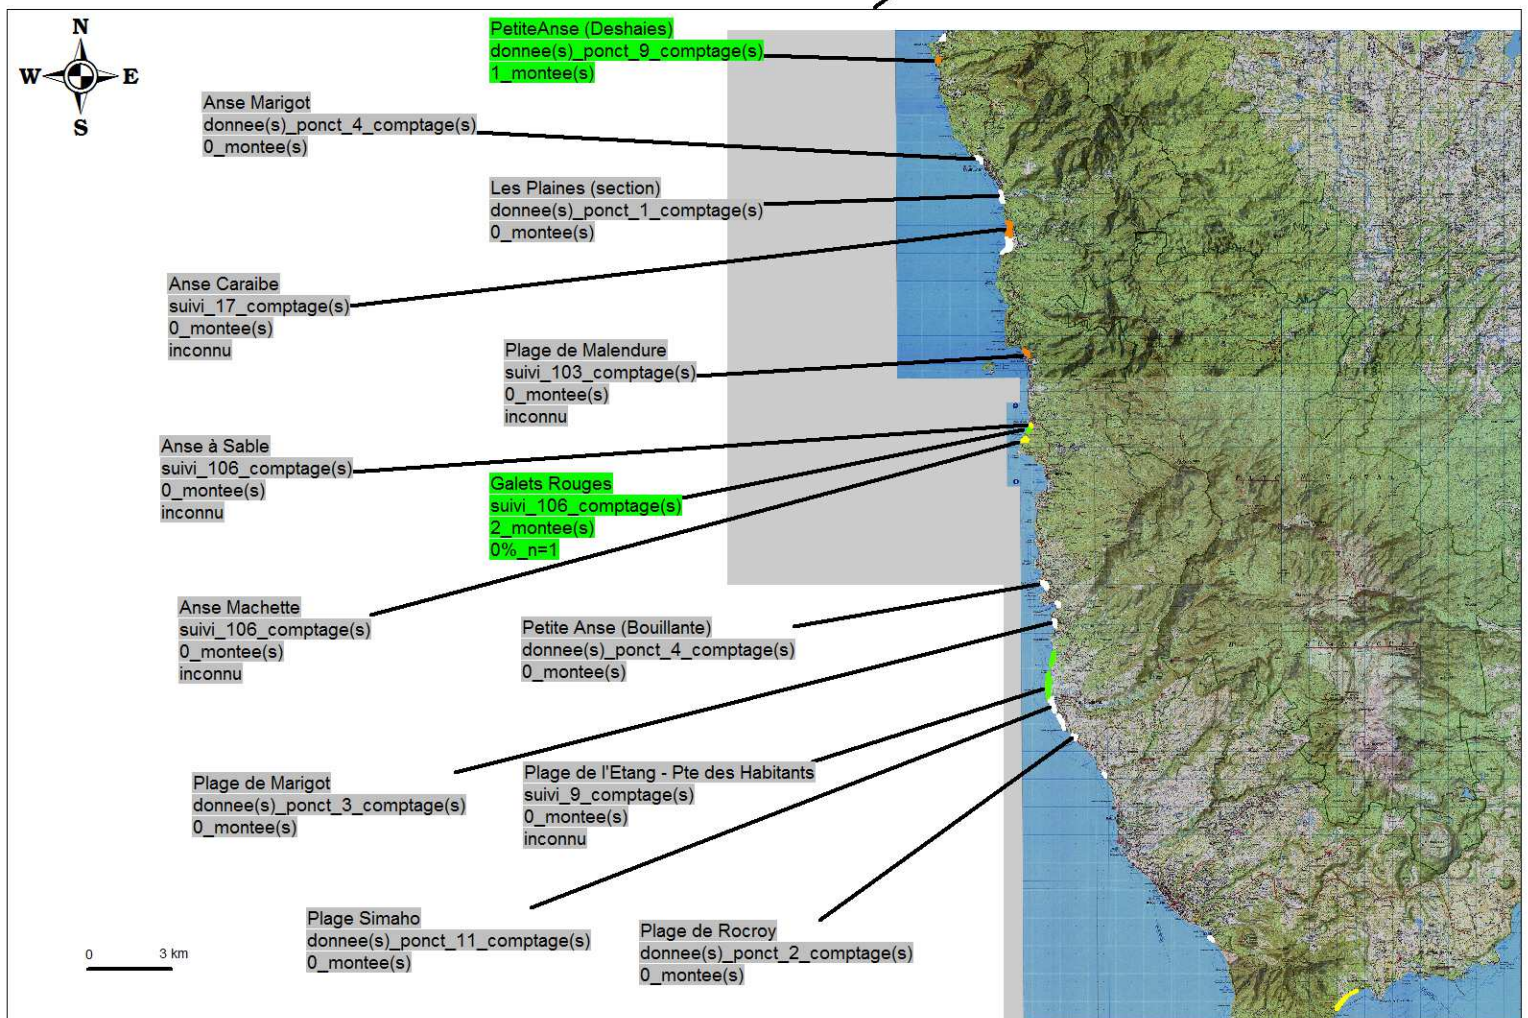 N
W E
S
PetiteAnse (Deshaies)
donnee(s)_ponct_9_comptage(s)
1_montee(s)
Anse Marigot
donnee(s)_ponct_4_comptage(s)
0_montee(s)
Les Plaines (section)
donnee(s)_ponct_1_comptage(s)
0_montee(s)
Anse Caraibe
suivi_17_comptage(s)
0_montee(s)
inconnu
Plage de Malendure
suivi_103_comptage(s)
0_montee(s)
inconnu
Anse à Sable
suivi_106_comptage(s)
0_montee(s)
inconnu
Galets Rouges
suivi_106_comptage(s)
2_montee(s)
0%_n=1
Anse Machette
suivi_106_comptage(s)
0_montee(s)
inconnu
Petite Anse (Bouillante)
donnee(s)_ponct_4_comptage(s)
0_montee(s)
Plage de Marigot
donnee(s)_ponct_3_comptage(s)
0_montee(s)
Plage de l'Etang - Pte des Habitants
suivi_9_comptage(s)
0_montee(s)
inconnu
Plage Simaho
donnee(s)_ponct_11_comptage(s)
0_montee(s)
Plage de Rocroy
donnee(s)_ponct_2_comptage(s)
0_montee(s)
0 3 km